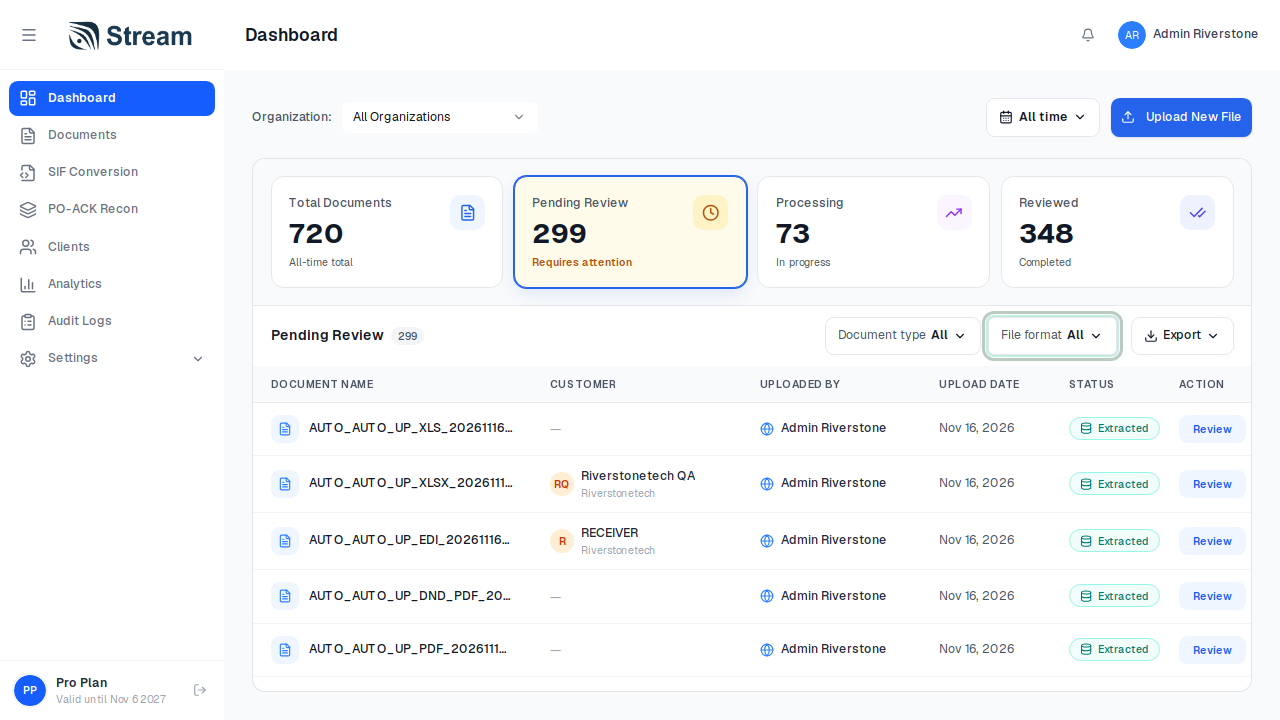 Stream
Dashboard
AR Admin Riverstone
Dashboard
Documents
SIF Conversion
PO-ACK Recon
Clients
Analytics
Audit Logs
Settings
PP
Pro Plan
Valid until Nov 6 2027
Organization: All Organizations
All time
Upload New File
Total Documents
720
All-time total
Pending Review
299
Requires attention
Processing
73
In progress
Reviewed
348
Completed
Pending Review 299
Document type All
File format All
Export
DOCUMENT NAME CUSTOMER UPLOADED BY UPLOAD DATE STATUS ACTION
AUTO_AUTO_UP_XLS_20261116... — Admin Riverstone Nov 16, 2026 Extracted Review
AUTO_AUTO_UP_XLSX_2026111... RQ Riverstonetech QA Riverstonetech Admin Riverstone Nov 16, 2026 Extracted Review
AUTO_AUTO_UP_EDI_20261116... R RECEIVER Riverstonetech Admin Riverstone Nov 16, 2026 Extracted Review
AUTO_AUTO_UP_DND_PDF_20... — Admin Riverstone Nov 16, 2026 Extracted Review
AUTO_AUTO_UP_PDF_2026111... — Admin Riverstone Nov 16, 2026 Extracted Review